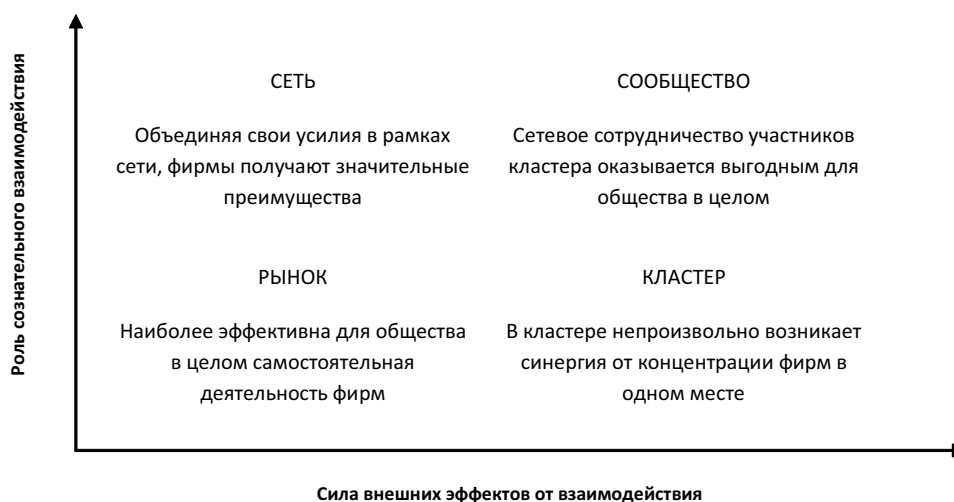 Роль сознательного взаимодействия
СЕТЬ
Объединяя свои усилия в рамках
сети, фирмы получают значительные
преимущества
СООБЩЕСТВО
Сетевое сотрудничество участников
кластера оказывается выгодным для
общества в целом
РЫНОК
Наиболее эффективна для общества
в целом самостоятельная
деятельность фирм
КЛАСТЕР
В кластере непроизвольно возникает
синергия от концентрации фирм в
одном месте
Сила внешних эффектов от взаимодействия